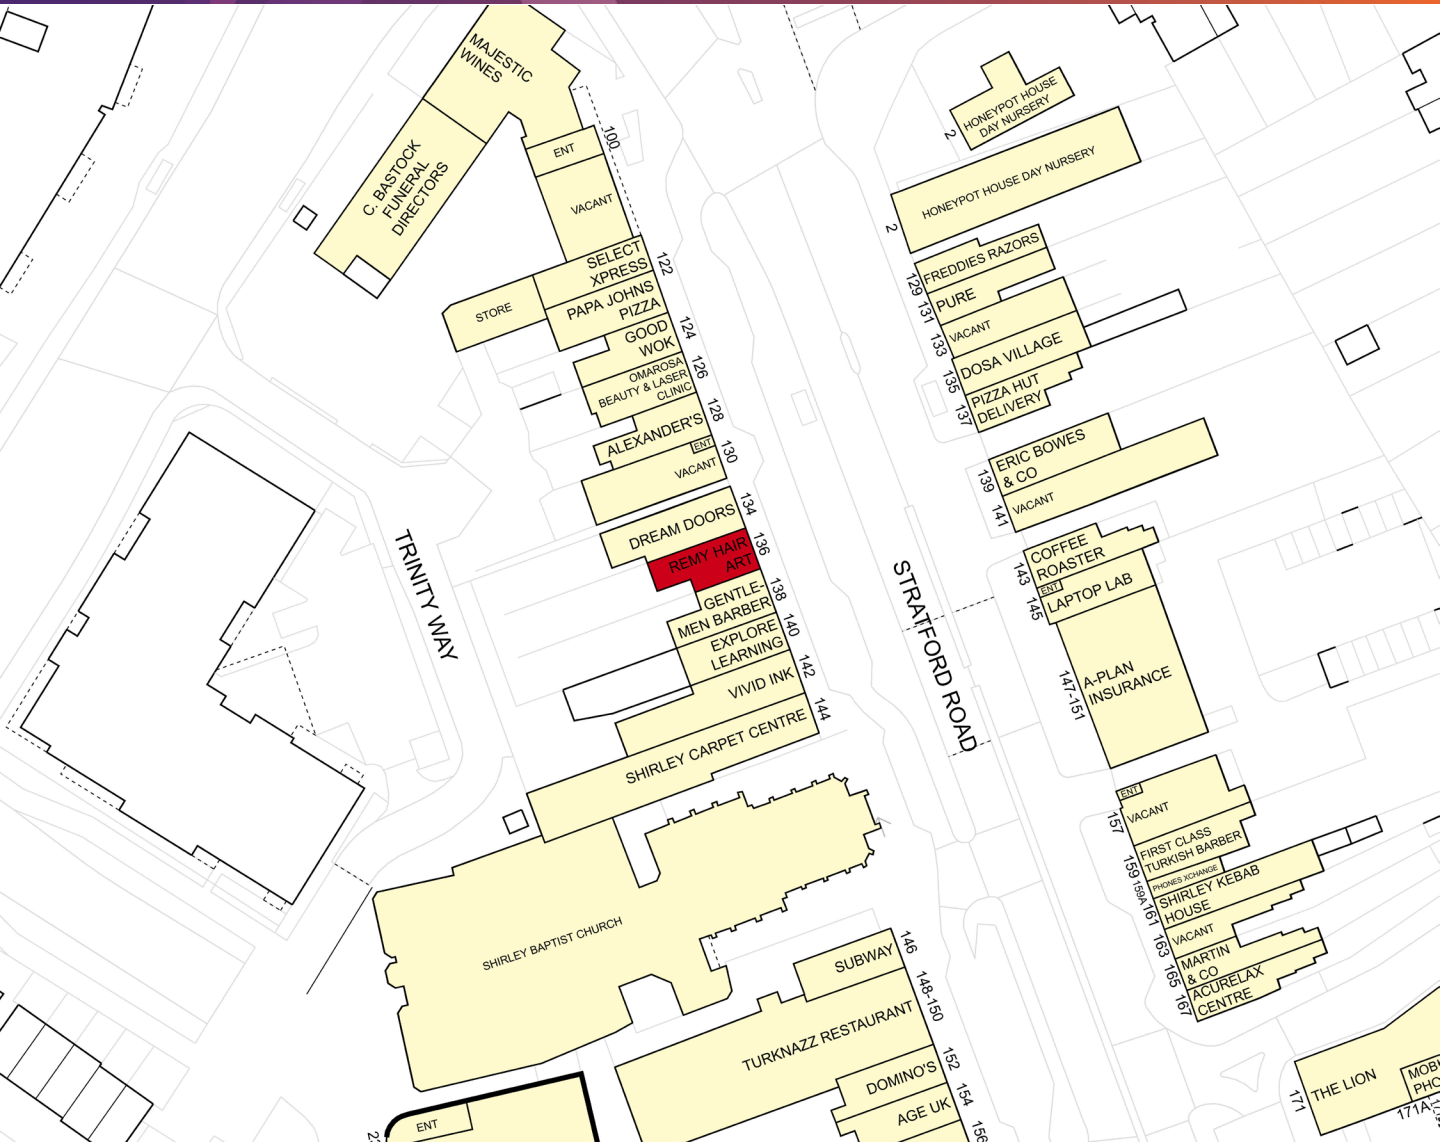 MAJESTIC
WINES
C. BASTOCK
FUNERAL
DIRECTORS
100
ENT
VACANT
SELECT
XPRESS
122
STORE
PAPA JOHNS
PIZZA
124
GOOD
WOK
126
OMAROSA
BEAUTY & LASER
CLINIC
128
ALEXANDER'S
130
ENT
VACANT
134
DREAM DOORS
136
REMY HAIR
ART
138
GENTLE-
MEN BARBER
140
EXPLORE
LEARNING
142
VIVID INK
144
SHIRLEY CARPET CENTRE
SHIRLEY BAPTIST CHURCH
146
SUBWAY
148-150
TURKNAZZ RESTAURANT
152
DOMINO'S
154
AGE UK
156
ENT
TRINITY WAY
STRATFORD ROAD
HONEYPOT HOUSE
DAY NURSERY
2
HONEYPOT HOUSE DAY NURSERY
2
FREDDIES RAZORS
129
PURE
131
VACANT
133
DOSA VILLAGE
135
PIZZA HUT
DELIVERY
137
ERIC BOWES
& CO
139
VACANT
141
COFFEE
ROASTER
143
ENT
LAPTOP LAB
145
A-PLAN
INSURANCE
147-151
ENT
VACANT
157
FIRST CLASS
TURKISH BARBER
159
PHONES XCHANGE
159A
SHIRLEY KEBAB
HOUSE
161
VACANT
163
MARTIN
& CO
165
ACURELAX
CENTRE
167
THE LION
171
171A